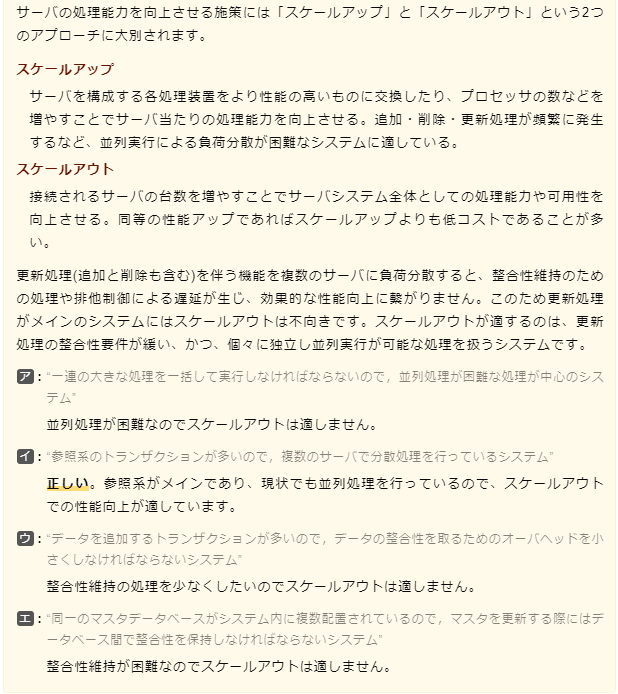 サーバの処理能力を向上させる施策には「スケールアップ」と「スケールアウト」という2つ
のアプローチに大別されます。
スケールアップ
サーバを構成する各処理装置をより性能の高いものに交換したり、プロセッサの数などを
増やすことでサーバ当たりの処理能力を向上させる。追加・削除・更新処理が頻繁に発生
するなど、並列実行による負荷分散が困難なシステムに適している。
スケールアウト
接続されるサーバの台数を増やすことでサーバシステム全体としての処理能力や可用性を
向上させる。同等の性能アップであればスケールアップよりも低コストであることが多
い。
更新処理(追加と削除も含む)を伴う機能を複数のサーバに負荷分散すると、整合性維持のため
の処理や排他制御による遅延が生じ、効果的な性能向上に繋がりません。このため更新処理
がメインのシステムにはスケールアウトは不向きです。スケールアウトが適するのは、更新
処理の整合性要件が緩い、かつ、個々に独立し並列実行が可能な処理を扱うシステムです。
ア：“一連の大きな処理を一括して実行しなければならないので，並列処理が困難な処理が中心のシス
テム”
並列処理が困難なのでスケールアウトは適しません。
イ：“参照系のトランザクションが多いので，複数のサーバで分散処理を行っているシステム”
正しい。参照系がメインであり、現状でも並列処理を行っているので、スケールアウト
での性能向上が適しています。
ウ：“データを追加するトランザクションが多いので，データの整合性を取るためのオーバヘッドを小
さくしなければならないシステム”
整合性維持の処理を少なくしたいのでスケールアウトは適しません。
エ：“同一のマスタデータベースがシステム内に複数配置されているので，マスタを更新する際にはデ
ータベース間で整合性を保持しなければならないシステム”
整合性維持が困難なのでスケールアウトは適しません。